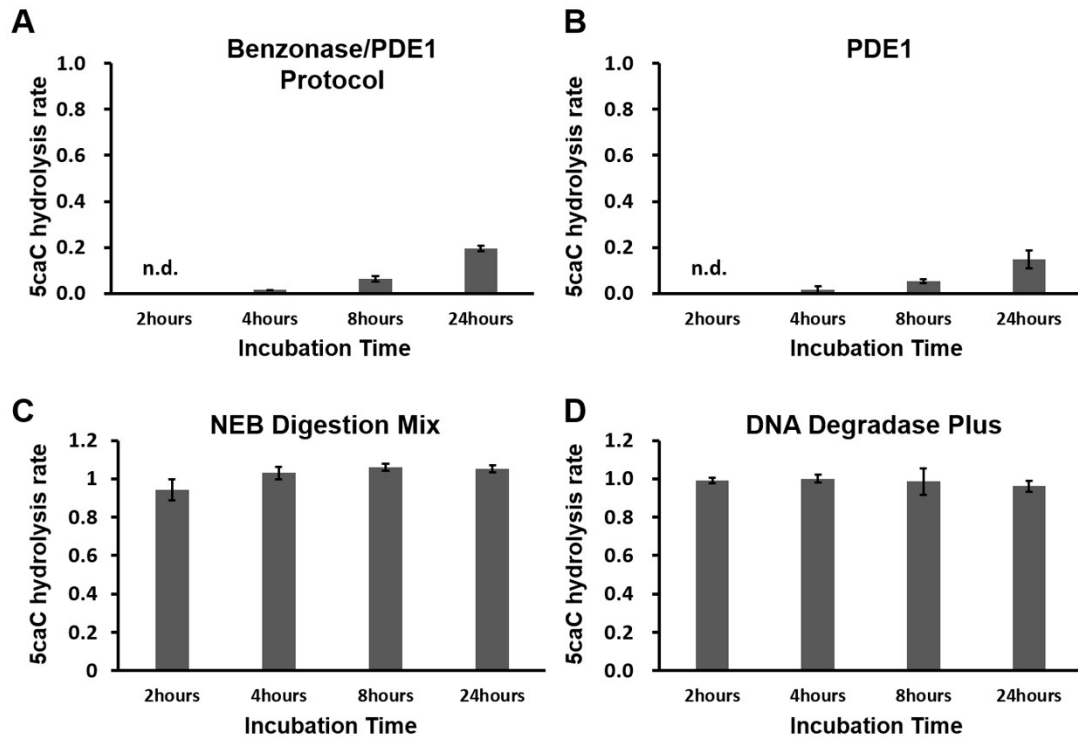 A
Benzonase/PDE1
Protocol
5caC hydrolysis rate
1.0
0.8
0.6
0.4
0.2
0.0
n.d.
2hours 4hours 8hours 24hours
Incubation Time
B
PDE1
5caC hydrolysis rate
1.0
0.8
0.6
0.4
0.2
0.0
n.d.
2hours 4hours 8hours 24hours
Incubation Time
C
NEB Digestion Mix
5caC hydrolysis rate
1.2
1
0.8
0.6
0.4
0.2
0
2hours 4hours 8hours 24hours
Incubation Time
D
DNA Degradase Plus
5caC hydrolysis rate
1.2
1.0
0.8
0.6
0.4
0.2
0.0
2hours 4hours 8hours 24hours
Incubation Time